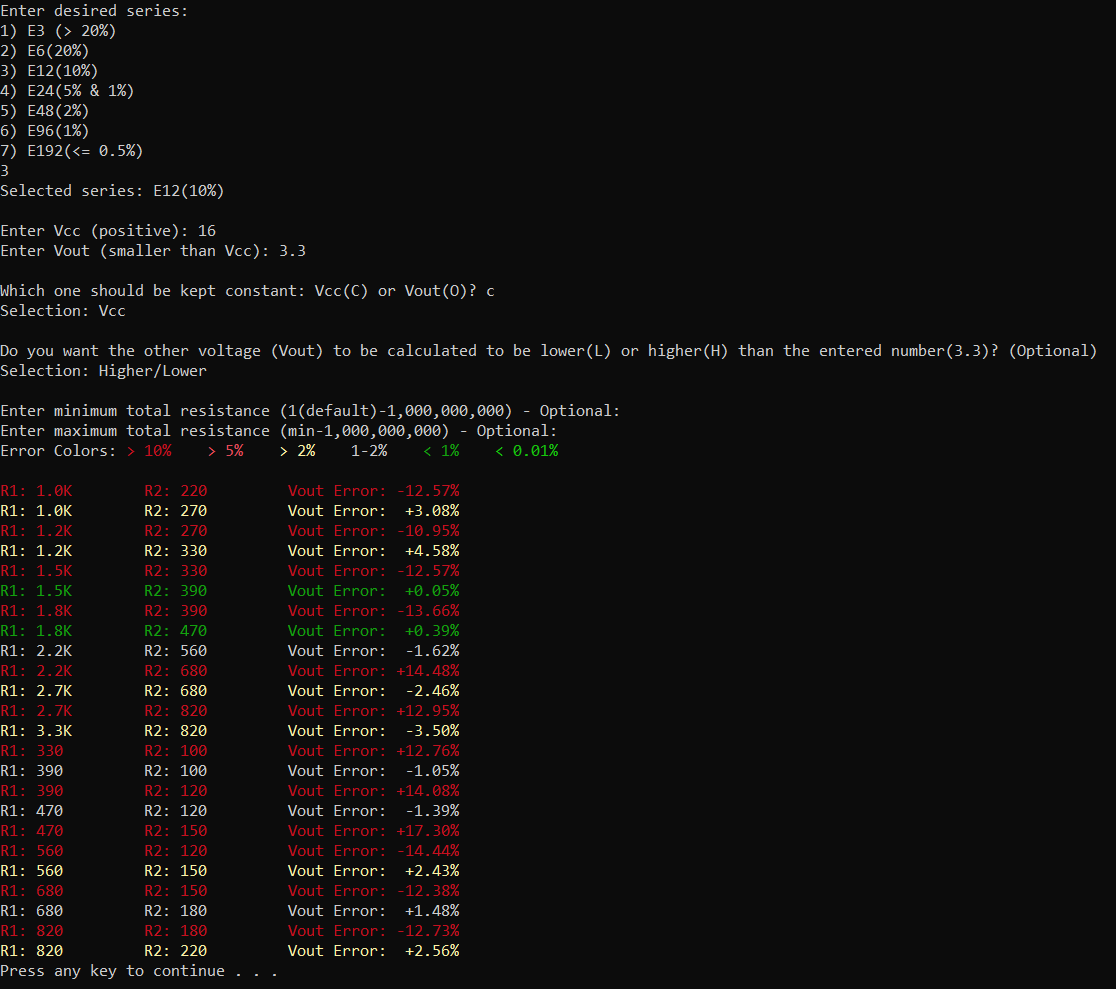 Enter desired series:
1) E3 (> 20%)
2) E6(20%)
3) E12(10%)
4) E24(5% & 1%)
5) E48(2%)
6) E96(1%)
7) E192(<= 0.5%)
3
Selected series: E12(10%)
Enter Vcc (positive): 16
Enter Vout (smaller than Vcc): 3.3
Which one should be kept constant: Vcc(C) or Vout(O)? c
Selection: Vcc
Do you want the other voltage (Vout) to be calculated to be lower(L) or higher(H) than the entered number(3.3)? (Optional)
Selection: Higher/Lower
Enter minimum total resistance (1(default)-1,000,000,000) - Optional:
Enter maximum total resistance (min-1,000,000,000) - Optional:
Error Colors: > 10%    > 5%    > 2%    1-2%    < 1%    < 0.01%
R1: 1.0K        R2: 220         Vout Error: -12.57%
R1: 1.0K        R2: 270         Vout Error:  +3.08%
R1: 1.2K        R2: 270         Vout Error: -10.95%
R1: 1.2K        R2: 330         Vout Error:  +4.58%
R1: 1.5K        R2: 330         Vout Error: -12.57%
R1: 1.5K        R2: 390         Vout Error:  +0.05%
R1: 1.8K        R2: 390         Vout Error: -13.66%
R1: 1.8K        R2: 470         Vout Error:  +0.39%
R1: 2.2K        R2: 560         Vout Error:  -1.62%
R1: 2.2K        R2: 680         Vout Error: +14.48%
R1: 2.7K        R2: 680         Vout Error:  -2.46%
R1: 2.7K        R2: 820         Vout Error: +12.95%
R1: 3.3K        R2: 820         Vout Error:  -3.50%
R1: 330         R2: 100         Vout Error: +12.76%
R1: 390         R2: 100         Vout Error:  -1.05%
R1: 390         R2: 120         Vout Error: +14.08%
R1: 470         R2: 120         Vout Error:  -1.39%
R1: 470         R2: 150         Vout Error: +17.30%
R1: 560         R2: 120         Vout Error: -14.44%
R1: 560         R2: 150         Vout Error:  +2.43%
R1: 680         R2: 150         Vout Error: -12.38%
R1: 680         R2: 180         Vout Error:  +1.48%
R1: 820         R2: 180         Vout Error: -12.73%
R1: 820         R2: 220         Vout Error:  +2.56%
Press any key to continue . . .